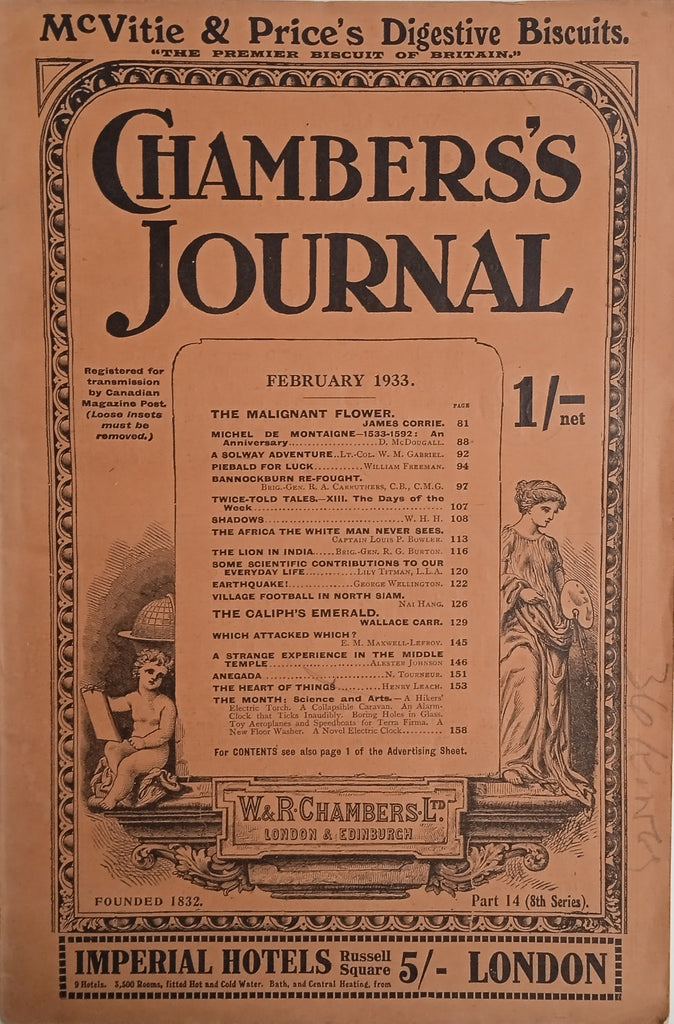 McVitie & Price's Digestive Biscuits.
"THE PREMIER BISCUIT OF BRITAIN."
CHAMBERS'S
JOURNAL
Registered for
transmission
by Canadian
Magazine Post.
(Loose insets
must be
removed.)
FEBRUARY 1933.
1/- net
PAGE
THE MALIGNANT FLOWER.
JAMES CORRIE. 81
MICHEL DE MONTAIGNE—1533-1592: An
Anniversary....................D. McDougall. 88
A SOLWAY ADVENTURE..Lt.-Col. W. M. Gabriel. 92
PIEBALD FOR LUCK............William Freeman. 94
BANNOCKBURN RE-FOUGHT.
Brig.-Gen. R. A. Carruthers, C.B., C.M.G. 97
TWICE-TOLD TALES.—XIII. The Days of the
Week.................................................. 107
SHADOWS....................................W. H. H. 108
THE AFRICA THE WHITE MAN NEVER SEES.
Captain Louis P. Bowler. 113
THE LION IN INDIA.....Brig.-Gen. R. G. Burton. 116
SOME SCIENTIFIC CONTRIBUTIONS TO OUR
EVERYDAY LIFE............Lily Titman, L.L.A. 120
EARTHQUAKE!................George Wellington. 122
VILLAGE FOOTBALL IN NORTH SIAM.
Nai Hang. 126
THE CALIPH'S EMERALD.
WALLACE CARR. 129
WHICH ATTACKED WHICH?
E. M. Maxwell-Lefroy. 145
A STRANGE EXPERIENCE IN THE MIDDLE
TEMPLE.........................Alester Johnson 146
ANEGADA...............................N. Tourneur. 151
THE HEART OF THINGS...........Henry Leach. 153
THE MONTH: Science and Arts.—A Hikers'
Electric Torch. A Collapsible Caravan. An Alarm-
Clock that Ticks Inaudibly. Boring Holes in Glass.
Toy Aeroplanes and Speedboats for Terra Firma. A
New Floor Washer. A Novel Electric Clock.......... 158
For CONTENTS see also page 1 of the Advertising Sheet.
W. & R. CHAMBERS. LTD.
LONDON & EDINBURGH
FOUNDED 1832.
Part 14 (8th Series).
IMPERIAL HOTELS Russell Square 5/- LONDON
9 Hotels. 3,500 Rooms, fitted Hot and Cold Water. Bath, and Central Heating, from